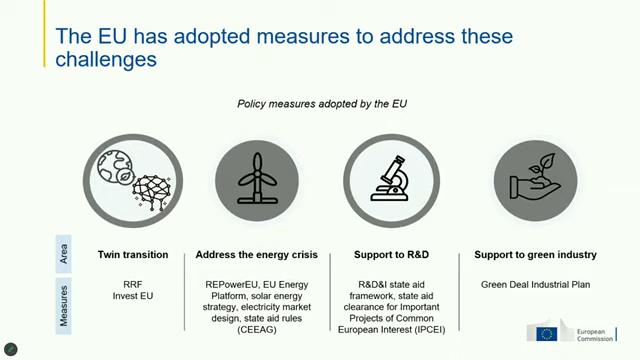 The EU has adopted measures to address these
challenges
Policy measures adopted by the EU
Area
Twin transition
Address the energy crisis
Support to R&D
Support to green industry
Measures
RRF
Invest EU
REPowerEU, EU Energy
Platform, solar energy
strategy, electricity market
design, state aid rules
(CEEAG)
R&D&I state aid
framework, state aid
clearance for Important
Projects of Common
European Interest (IPCEI)
Green Deal Industrial Plan
European
Commission